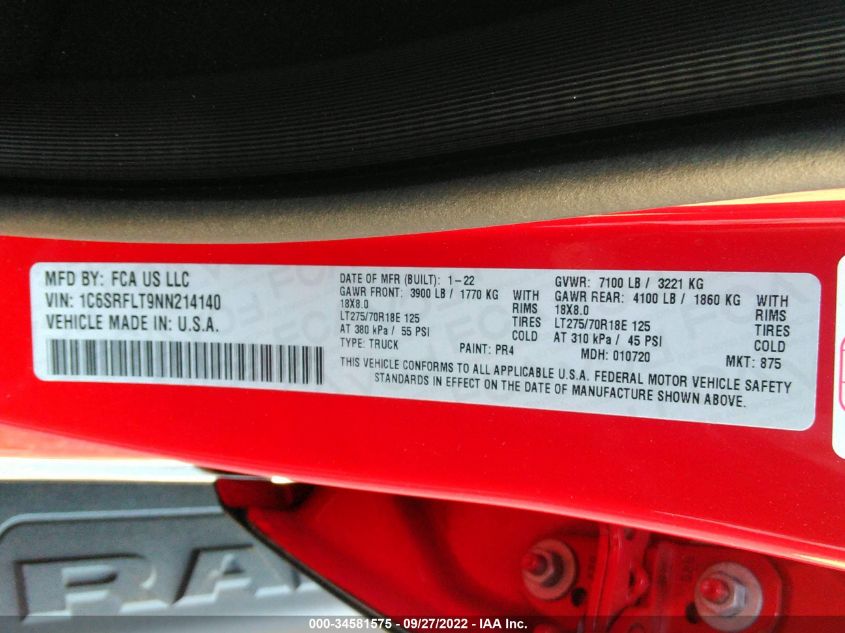 MFD BY: FCA US LLC
VIN: 1C6SRFLT9NN214140
VEHICLE MADE IN: U.S.A.
DATE OF MFR (BUILT): 1-22
GAWR FRONT: 3900 LB / 1770 KG WITH
18X8.0 RIMS
LT275/70R18E 125 TIRES
AT 380 kPa / 55 PSI COLD
TYPE: TRUCK PAINT: PR4
GVWR: 7100 LB / 3221 KG
GAWR REAR: 4100 LB / 1860 KG WITH
18X8.0 RIMS
LT275/70R18E 125 TIRES
AT 310 kPa / 45 PSI COLD
MDH: 010720 MKT: 875
THIS VEHICLE CONFORMS TO ALL APPLICABLE U.S.A. FEDERAL MOTOR VEHICLE SAFETY
STANDARDS IN EFFECT ON THE DATE OF MANUFACTURE SHOWN ABOVE.
RAM
000-34581575 - 09/27/2022 - IAA Inc.